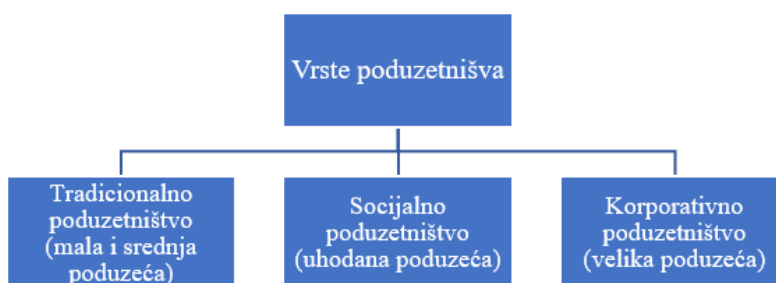 Vrste poduzetnišva
Tradicionalno
poduzetništvo
(mala i srednja
poduzeća)
Socijalno
poduzetništvo
(uhodana poduzeća)
Korporativno
poduzetništvo
(velika poduzeća)